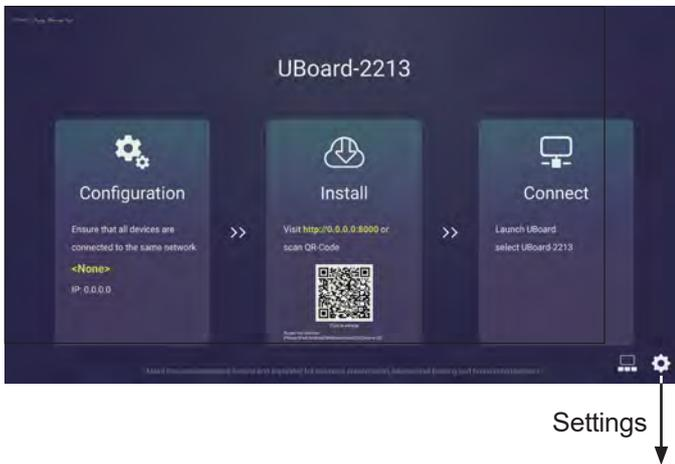 UBoard-2213
Configuration
Ensure that all devices are
connected to the same network
<None>
IP: 0.0.0.0
>>
Install
Visit http://0.0.0.0:8000 or
scan QR-Code
>>
Connect
Launch UBoard
select UBoard-2213
Settings